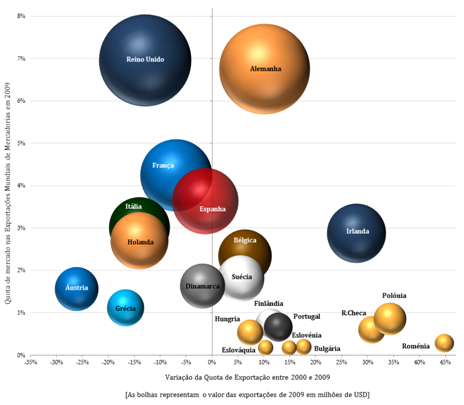 Quota de mercado nas Exportações Mundiais de Mercadorias em 2009
8%
7%
6%
5%
4%
3%
2%
1%
0%
Reino Unido
Alemanha
França
Espanha
Itália
Holanda
Bélgica
Irlanda
Suécia
Dinamarca
Áustria
Grécia
Finlândia
Hungria
Portugal
R.Checa
Polónia
Eslovénia
Eslováquia
Bulgária
Roménia
-35% -30% -25% -20% -15% -10% -5% 0% 5% 10% 15% 20% 25% 30% 35% 40% 45%
Variação da Quota de Exportação entre 2000 e 2009
[As bolhas representam o valor das exportações de 2009 em milhões de USD]